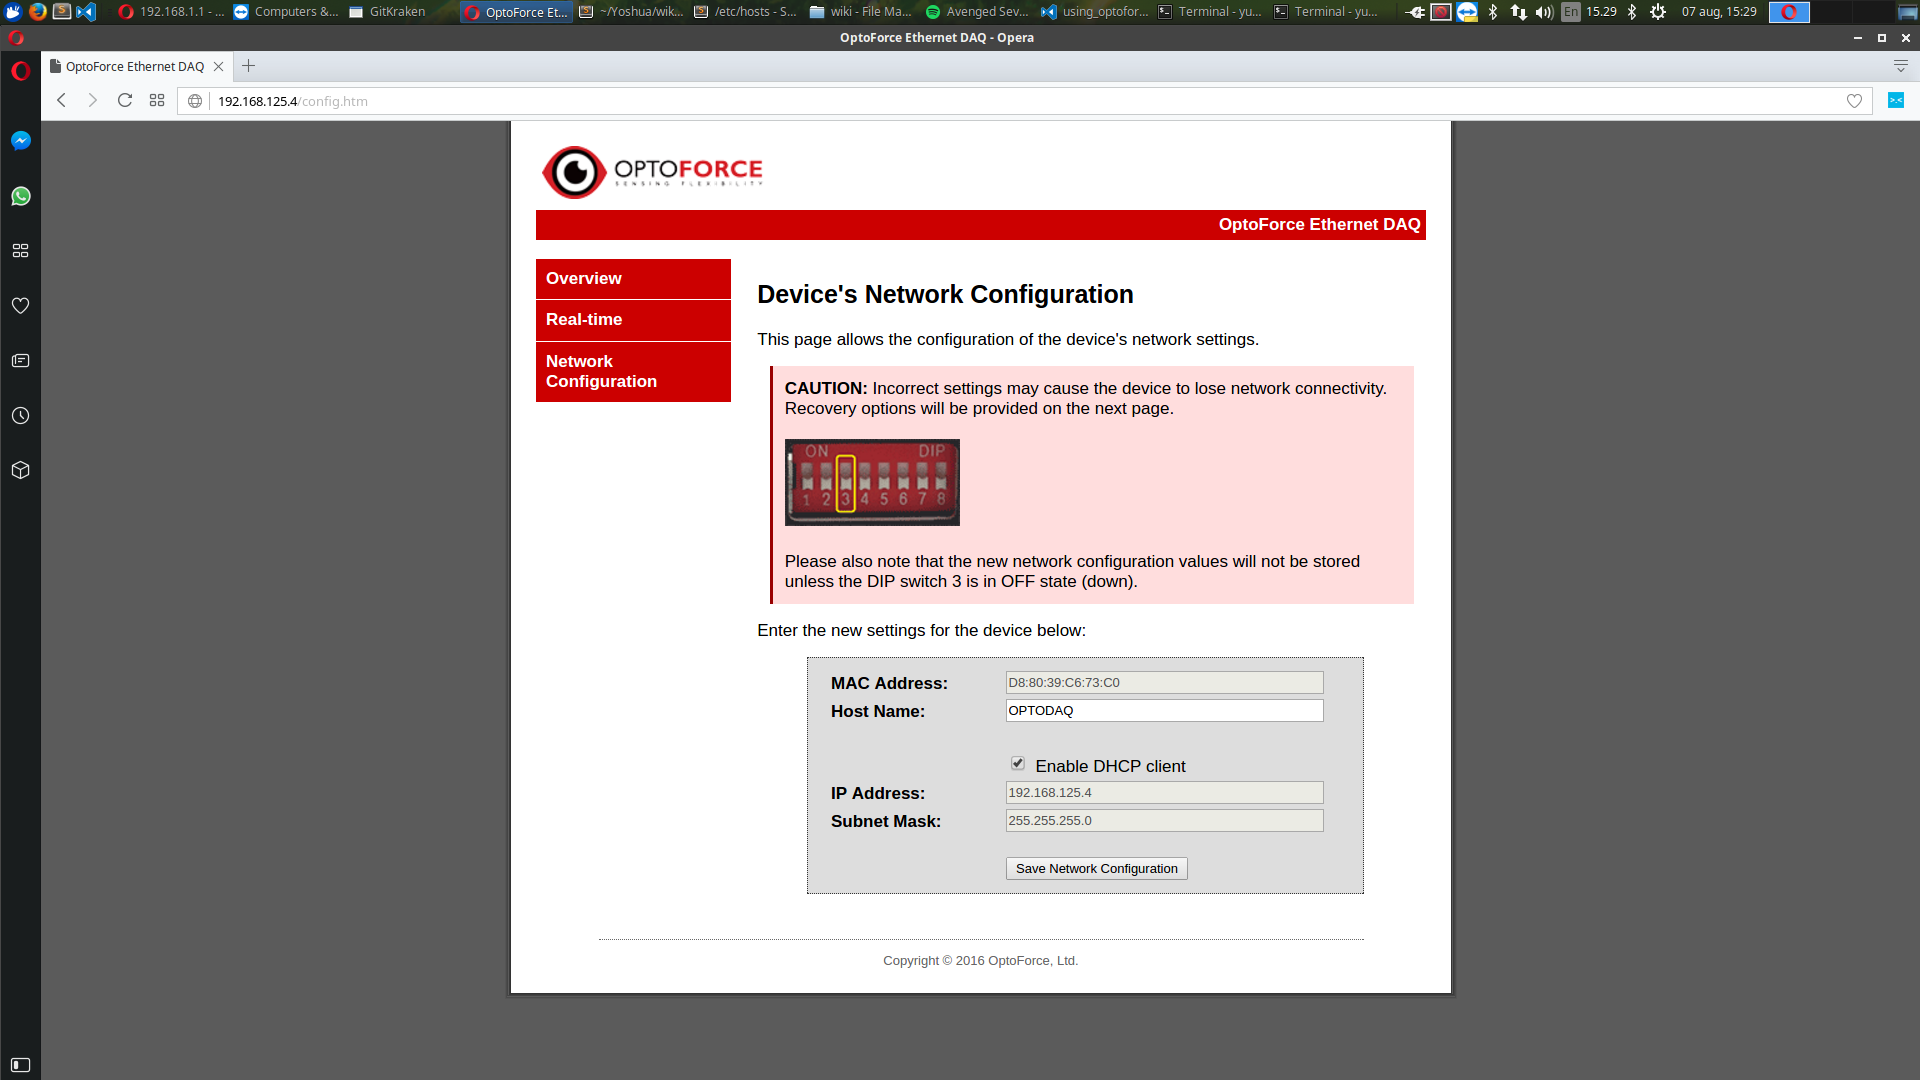 192.168.1.1 - ...
Computers &...
GitKraken
OptoForce Et...
~/Yoshua/wik...
/etc/hosts - S...
wiki - File Ma...
Avenged Sev...
using_optofor...
Terminal - yu...
Terminal - yu...
En
15.29
07 aug, 15:29
OptoForce Ethernet DAQ - Opera
OptoForce Ethernet DAQ
192.168.125.4/config.htm
OPTOFORCE
SENSING FLEXIBILITY
OptoForce Ethernet DAQ
Overview
Real-time
Network
Configuration
Device's Network Configuration
This page allows the configuration of the device's network settings.
CAUTION: Incorrect settings may cause the device to lose network connectivity.
Recovery options will be provided on the next page.
ON DIP
1 2 3 4 5 6 7 8
Please also note that the new network configuration values will not be stored
unless the DIP switch 3 is in OFF state (down).
Enter the new settings for the device below:
MAC Address: D8:80:39:C6:73:C0
Host Name: OPTODAQ
Enable DHCP client
IP Address: 192.168.125.4
Subnet Mask: 255.255.255.0
Save Network Configuration
Copyright © 2016 OptoForce, Ltd.